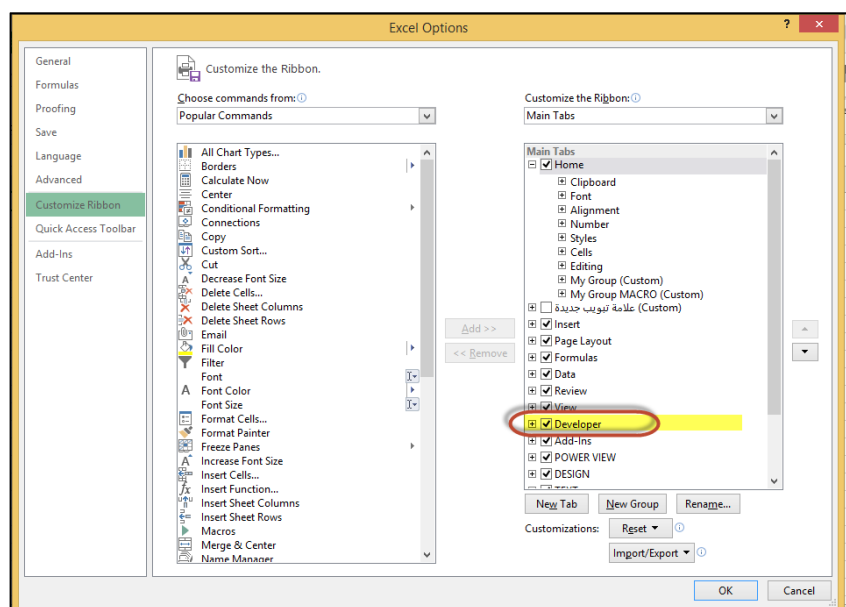 Excel Options
?
General
Formulas
Proofing
Save
Language
Advanced
Customize Ribbon
Quick Access Toolbar
Add-Ins
Trust Center
Customize the Ribbon.
Choose commands from:
Popular Commands
All Chart Types...
Borders
Calculate Now
Center
Conditional Formatting
Connections
Copy
Custom Sort...
Cut
Decrease Font Size
Delete Cells...
Delete Sheet Columns
Delete Sheet Rows
Email
Fill Color
Filter
Font
Font Color
Font Size
Format Cells...
Format Painter
Freeze Panes
Increase Font Size
Insert Cells...
Insert Function...
Insert Sheet Columns
Insert Sheet Rows
Macros
Merge & Center
Name Manager
Add >>
<< Remove
Customize the Ribbon:
Main Tabs
Main Tabs
Home
Clipboard
Font
Alignment
Number
Styles
Cells
Editing
My Group (Custom)
My Group MACRO (Custom)
علامة تبويب جديدة (Custom)
Insert
Page Layout
Formulas
Data
Review
View
Developer
Add-Ins
POWER VIEW
DESIGN
New Tab
New Group
Rename...
Customizations:
Reset
Import/Export
OK
Cancel